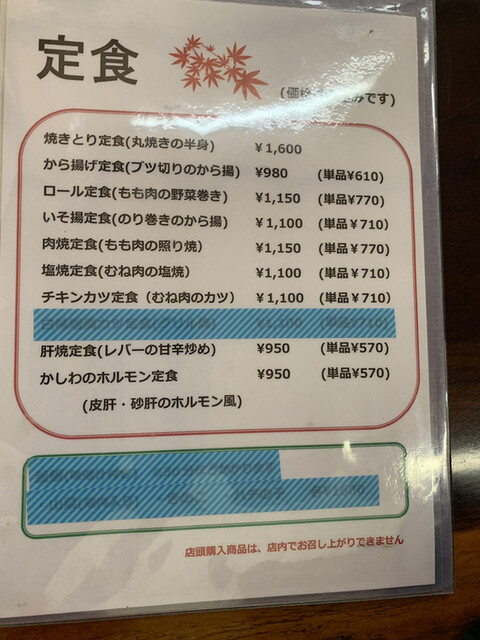 定食
(価格 みです)
焼きとり定食(丸焼きの半身) ¥1,600
から揚げ定食(ブツ切りのから揚) ¥980 (単品¥610)
ロール定食(もも肉の野菜巻き) ¥1,150 (単品¥770)
いそ揚定食(のり巻きのから揚) ¥1,100 (単品¥710)
肉焼定食(もも肉の照り焼) ¥1,150 (単品¥770)
塩焼定食(むね肉の塩焼) ¥1,100 (単品¥710)
チキンカツ定食(むね肉のカツ) ¥1,100 (単品¥710)
肝焼定食(レバーの甘辛炒め) ¥950 (単品¥570)
かしわのホルモン定食 ¥950 (単品¥570)
(皮肝・砂肝のホルモン風)
店頭購入商品は、店内でお召し上がりできません